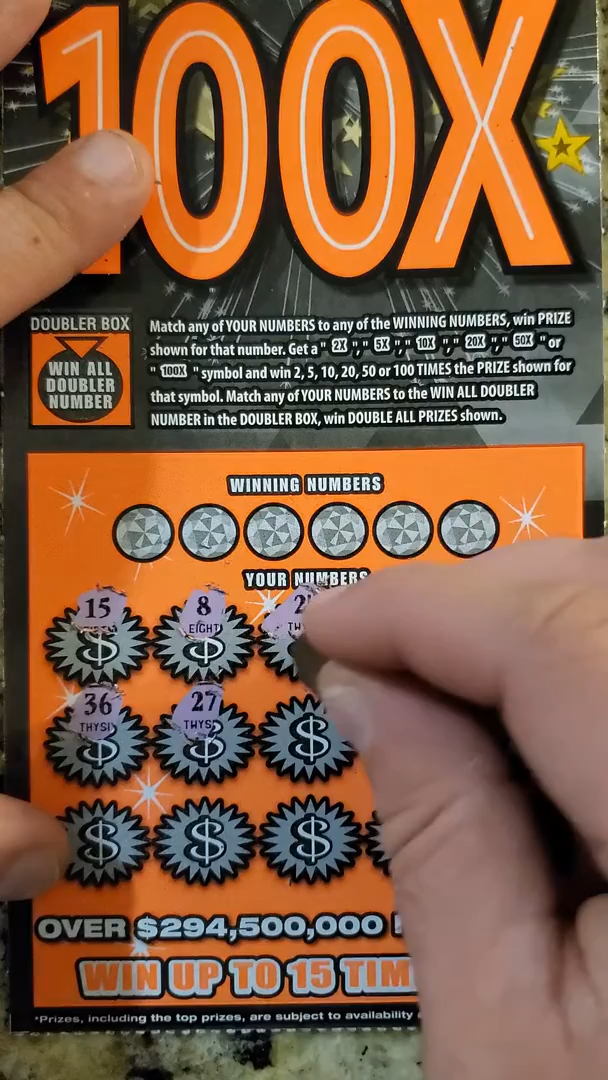 100X
DOUBLER BOX
WIN ALL
DOUBLER
NUMBER
Match any of YOUR NUMBERS to any of the WINNING NUMBERS, win PRIZE
shown for that number. Get a " 2X "," 5X "," 10X "," 20X "," 50X " or
" 100X " symbol and win 2, 5, 10, 20, 50 or 100 TIMES the PRIZE shown for
that symbol. Match any of YOUR NUMBERS to the WIN ALL DOUBLER
NUMBER in the DOUBLER BOX, win DOUBLE ALL PRIZES shown.
WINNING NUMBERS
YOUR NUMBERS
15 8 2
EIGHT TW
$ $
36 27
THYSI TWYS
$ $ $
$ $ $
OVER $294,500,000
WIN UP TO 15 TIM
*Prizes, including the top prizes, are subject to availability